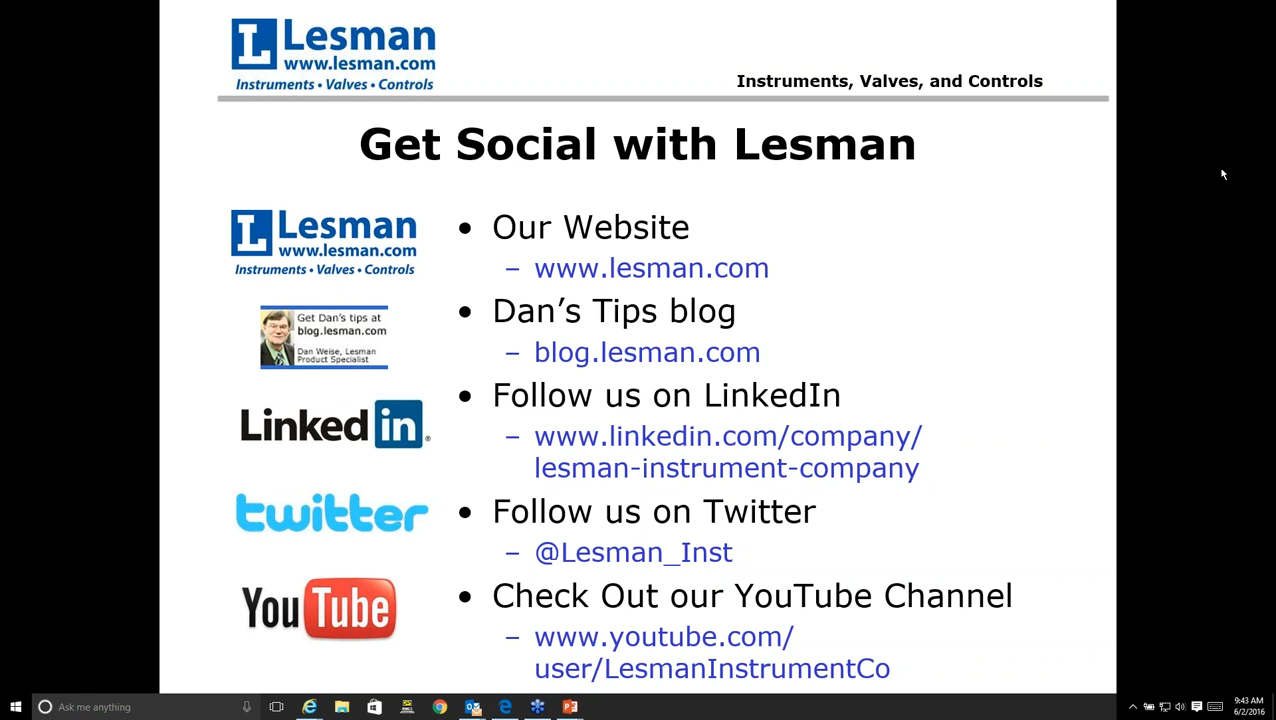 L Lesman
www.lesman.com
Instruments • Valves • Controls
Instruments, Valves, and Controls
Get Social with Lesman
L Lesman
www.lesman.com
Instruments • Valves • Controls
• Our Website
– www.lesman.com
Get Dan's tips at
blog.lesman.com
Dan Weise, Lesman
Product Specialist
• Dan’s Tips blog
– blog.lesman.com
Linked in®
• Follow us on LinkedIn
– www.linkedin.com/company/
lesman-instrument-company
twitter
• Follow us on Twitter
– @Lesman_Inst
YouTube
• Check Out our YouTube Channel
– www.youtube.com/
user/LesmanInstrumentCo
Ask me anything
9:43 AM
6/2/2016